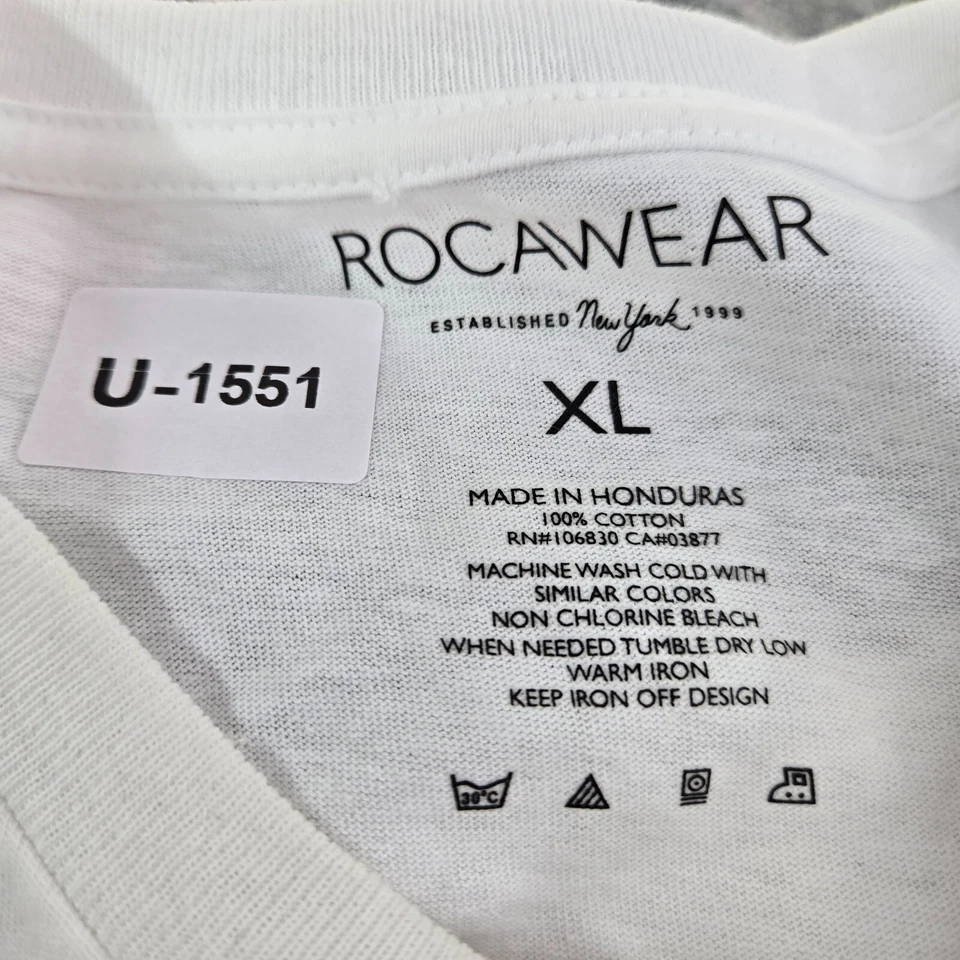 ROCAWEAR
ESTABLISHED New York 1999
U-1551
XL
MADE IN HONDURAS
100% COTTON
RN#106830 CA#03877
MACHINE WASH COLD WITH
SIMILAR COLORS
NON CHLORINE BLEACH
WHEN NEEDED TUMBLE DRY LOW
WARM IRON
KEEP IRON OFF DESIGN
30°C